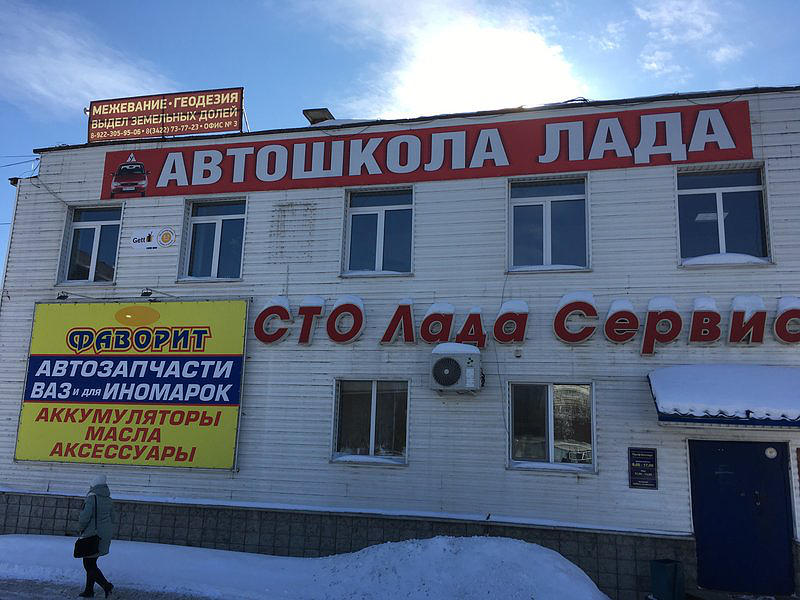 МЕЖЕВАНИЕ • ГЕОДЕЗИЯ
ВЫДЕЛ ЗЕМЕЛЬНЫХ ДОЛЕЙ
8-922-305-95-06 • 8(3422) 73-77-23 • ОФИС № 3
АВТОШКОЛА ЛАДА
Gett
СТО Лада Сервис
ФАВОРИТ
АВТОЗАПЧАСТИ
ВАЗ и для ИНОМАРОК
АККУМУЛЯТОРЫ
МАСЛА
АКСЕССУАРЫ